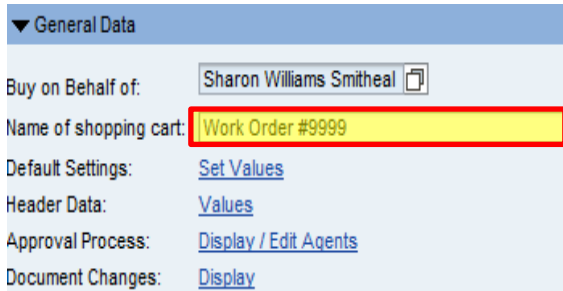 General Data
Buy on Behalf of: Sharon Williams Smitheal
Name of shopping cart: Work Order #9999
Default Settings: Set Values
Header Data: Values
Approval Process: Display / Edit Agents
Document Changes: Display